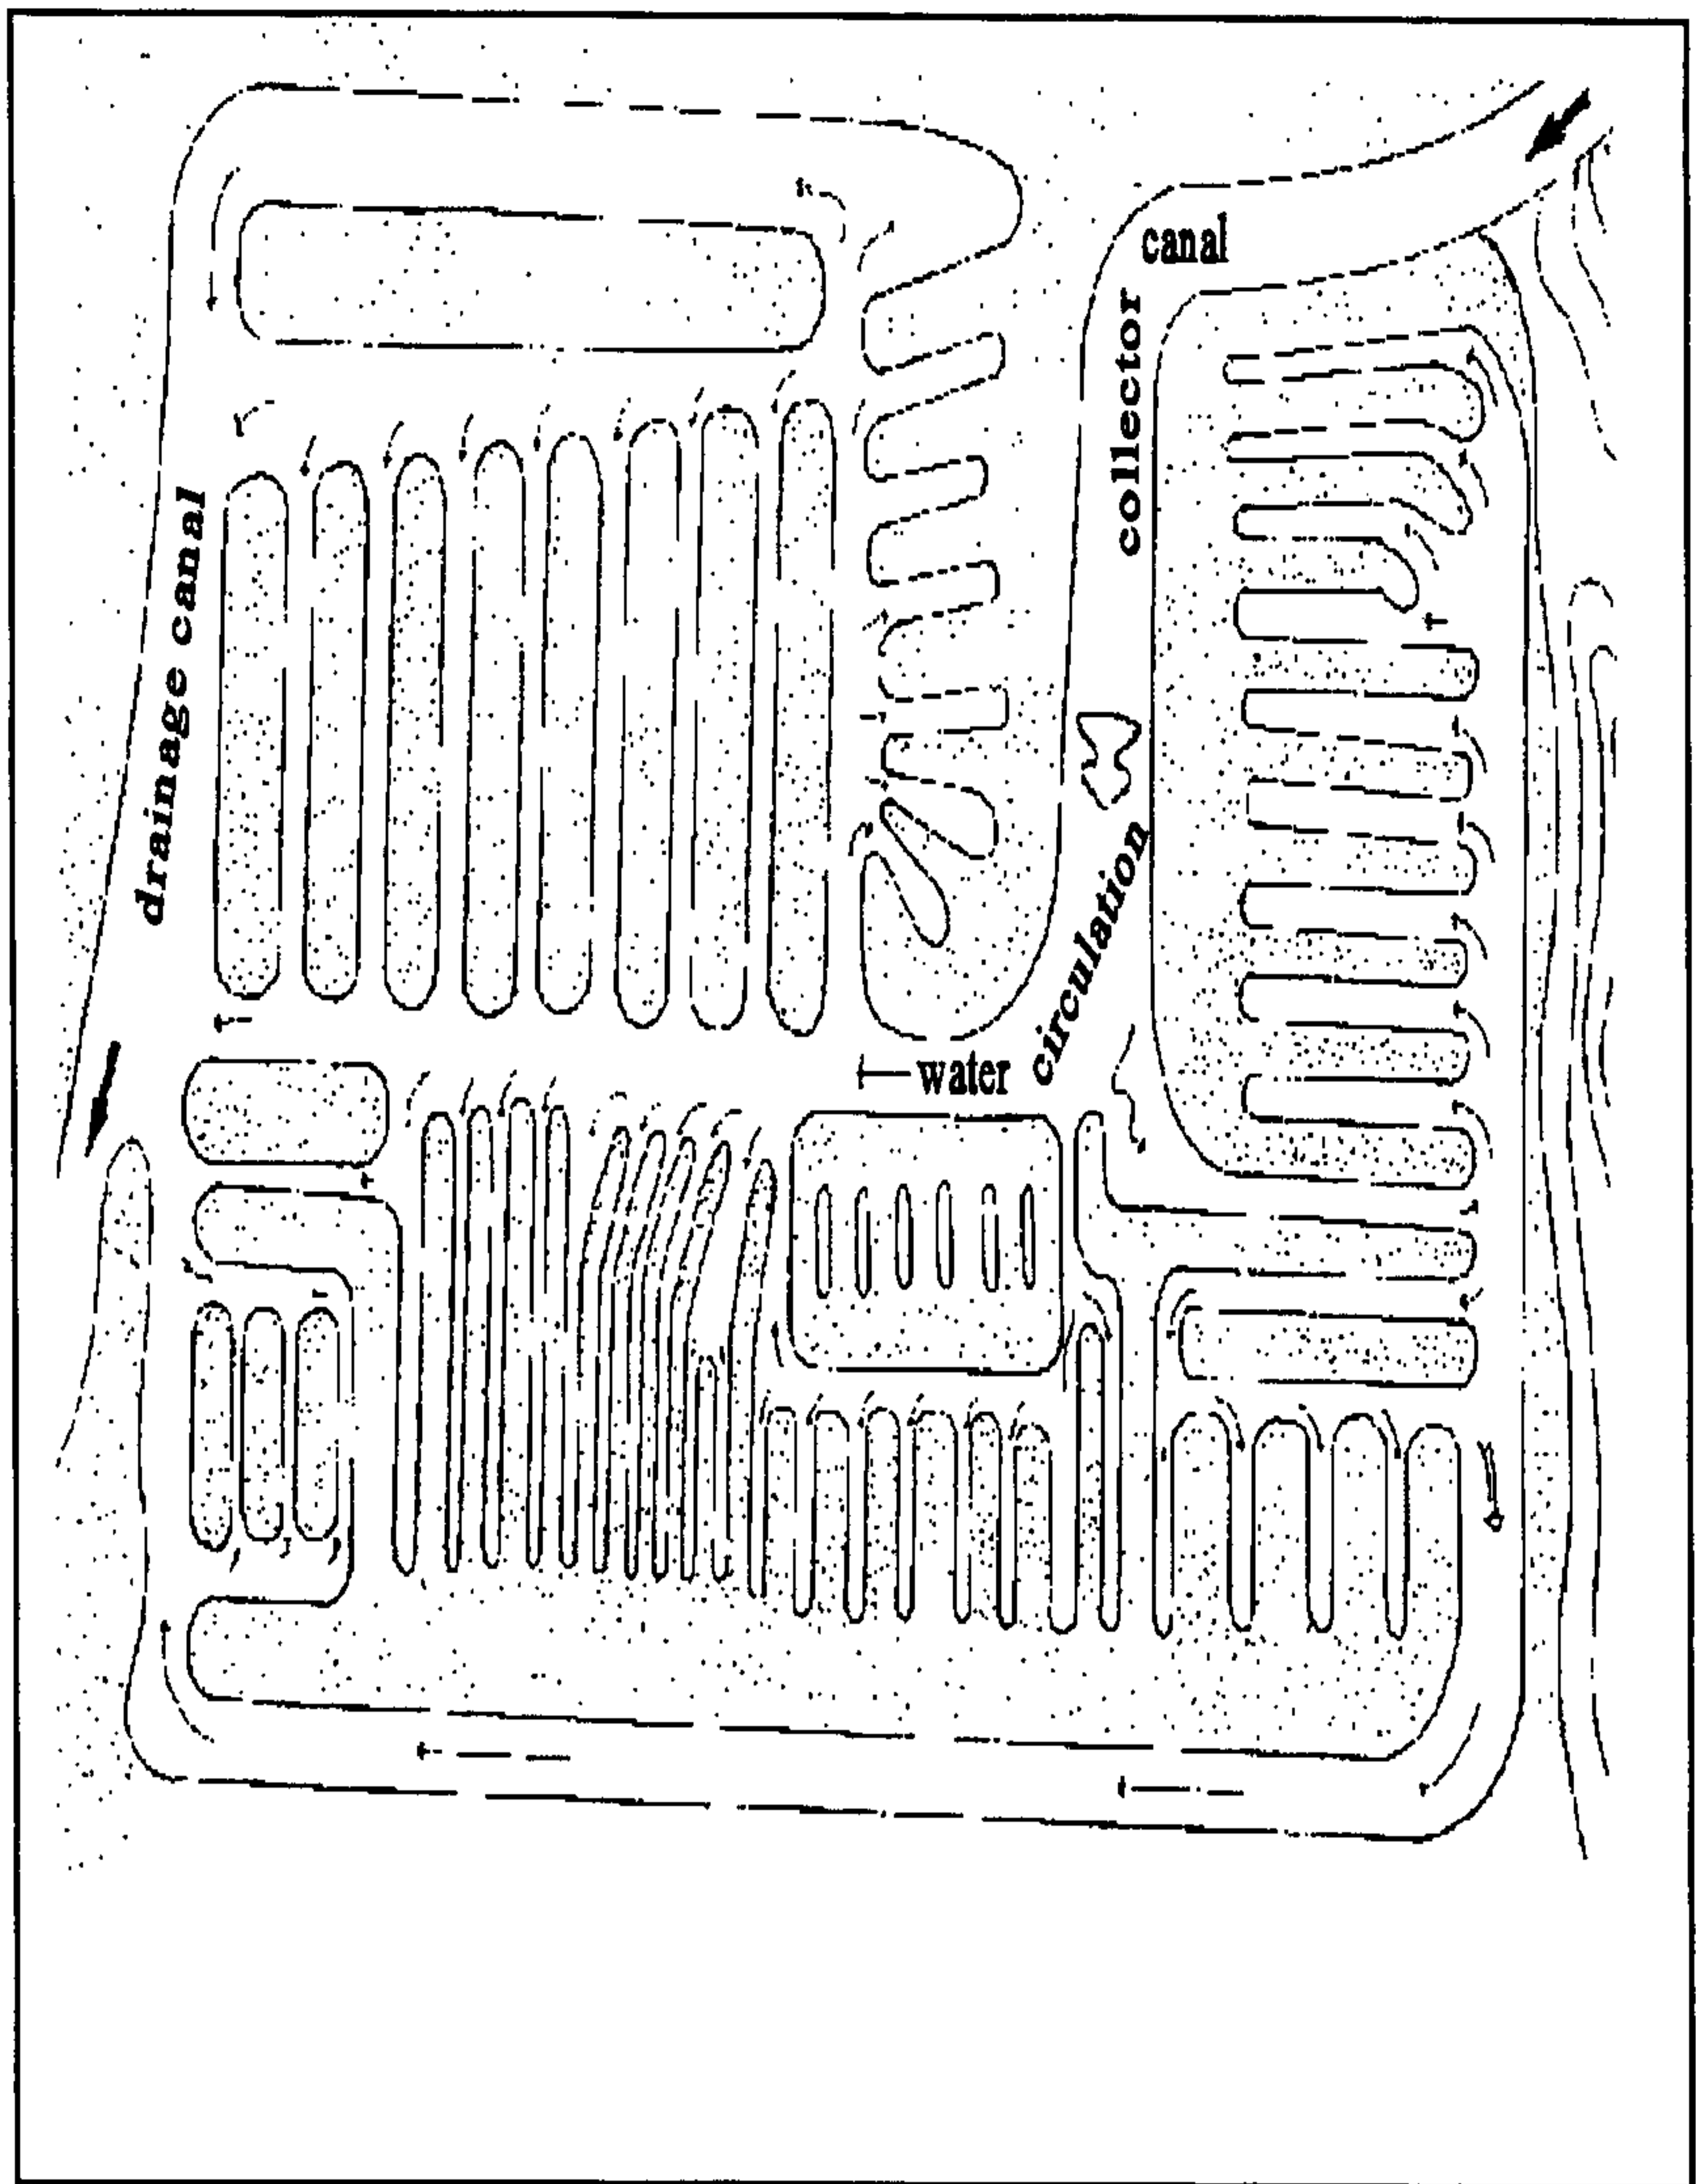 canal
collector
drainage canal
circulation
water